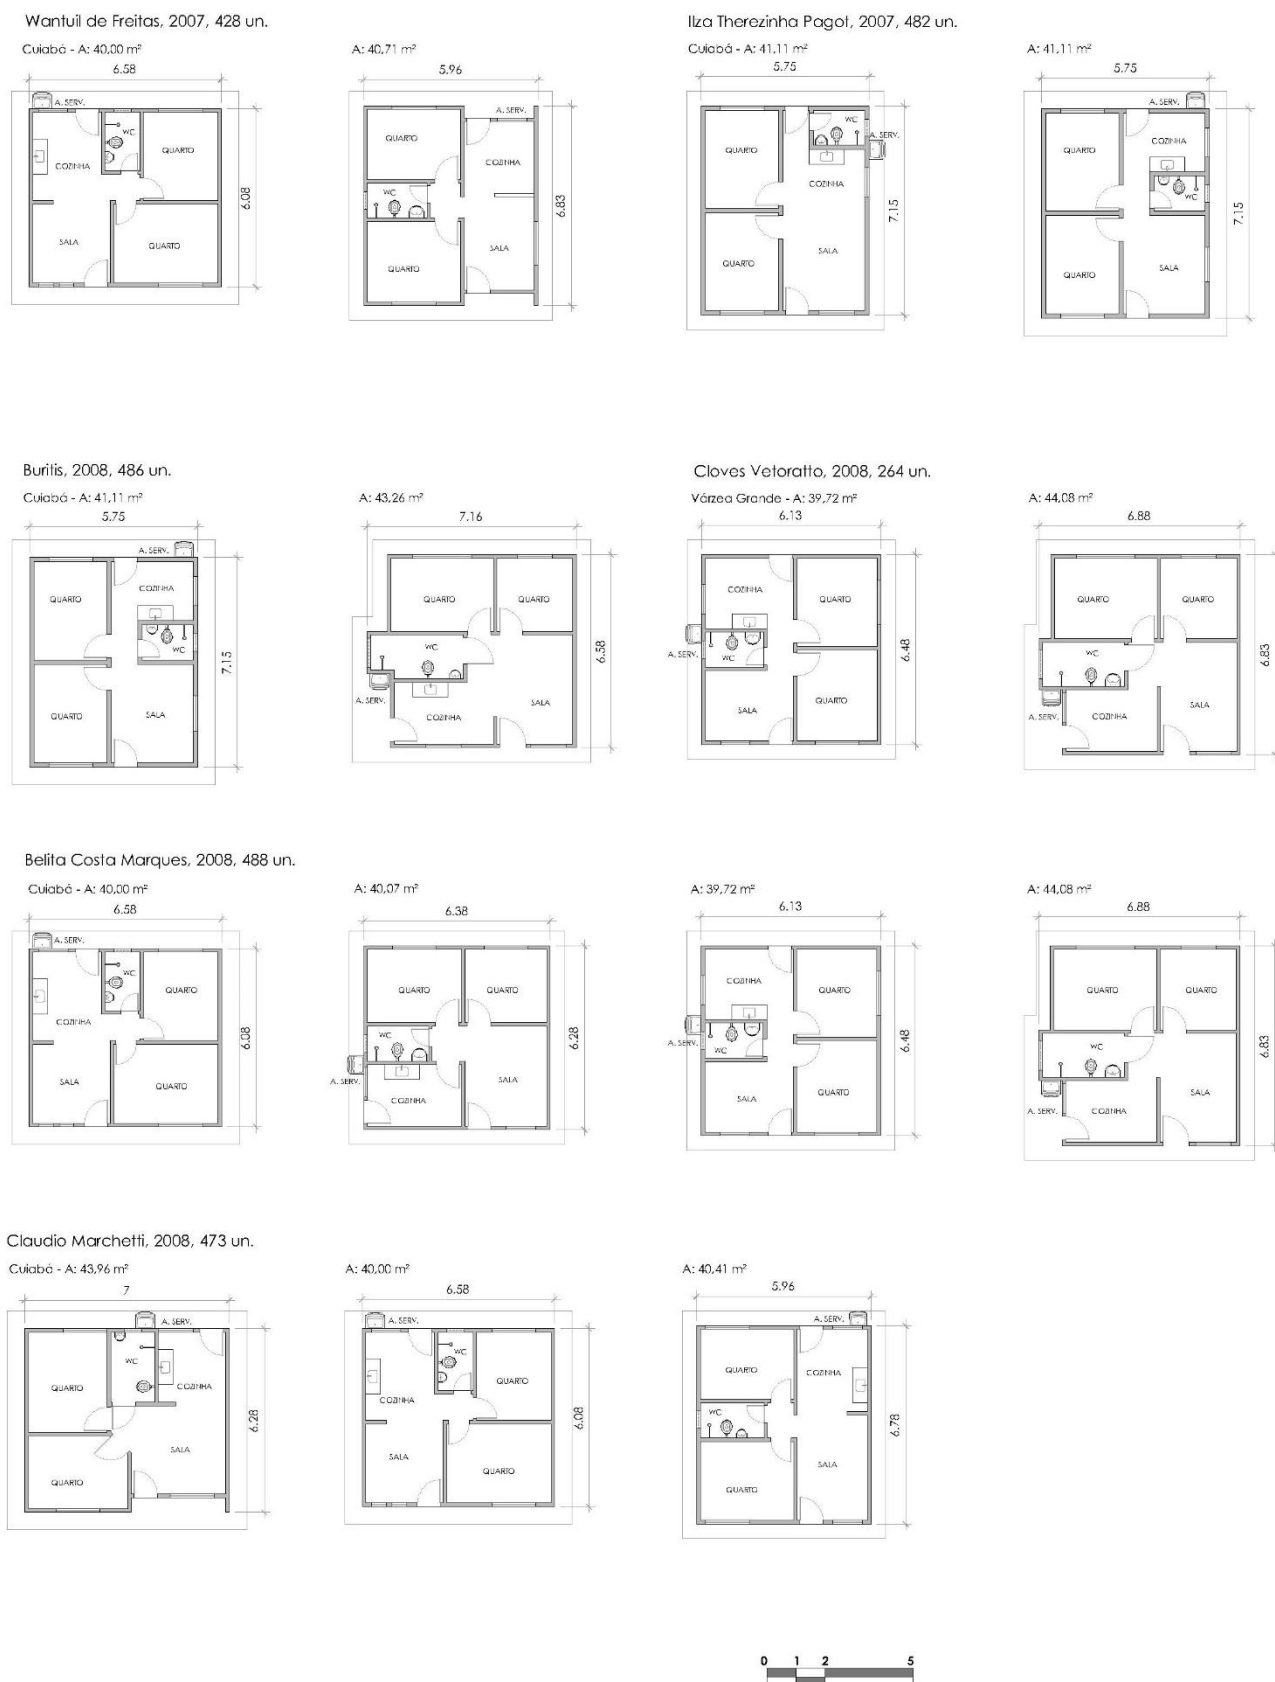 Wantuil de Freitas, 2007, 428 un.
Cuiabá - A: 40,00 m²
6.58
A. SERV.
WC
COZINHA
QUARTO
SALA
QUARTO
6.08
A: 40,71 m²
5.96
A. SERV.
QUARTO
COZINHA
WC
SALA
QUARTO
6.83
Ilza Therezinha Pagot, 2007, 482 un.
Cuiabá - A: 41,11 m²
5.75
WC
A. SERV.
QUARTO
COZINHA
QUARTO
SALA
7.15
A: 41,11 m²
5.75
A. SERV.
COZINHA
QUARTO
WC
QUARTO
SALA
7.15
Buritis, 2008, 486 un.
Cuiabá - A: 41,11 m²
5.75
A. SERV.
COZINHA
QUARTO
WC
QUARTO
SALA
7.15
A: 43,26 m²
7.16
QUARTO
QUARTO
WC
A. SERV.
SALA
COZINHA
6.58
Cloves Vetoratto, 2008, 264 un.
Várzea Grande - A: 39,72 m²
6.13
COZINHA
QUARTO
A. SERV.
WC
SALA
QUARTO
6.48
A: 44,08 m²
6.88
QUARTO
QUARTO
WC
SALA
A. SERV.
COZINHA
6.83
Belita Costa Marques, 2008, 488 un.
Cuiabá - A: 40,00 m²
6.58
A. SERV.
WC
QUARTO
COZINHA
SALA
QUARTO
6.08
A: 40,07 m²
6.38
QUARTO
QUARTO
WC
A. SERV.
SALA
COZINHA
6.28
A: 39,72 m²
6.13
COZINHA
QUARTO
A. SERV.
WC
SALA
QUARTO
6.48
A: 44,08 m²
6.88
QUARTO
QUARTO
WC
SALA
A. SERV.
COZINHA
6.83
Claudio Marchetti, 2008, 473 un.
Cuiabá - A: 43,96 m²
7
A. SERV.
WC
QUARTO
COZINHA
SALA
QUARTO
6.28
A: 40,00 m²
6.58
A. SERV.
WC
QUARTO
COZINHA
SALA
QUARTO
6.08
A: 40,41 m²
5.96
A. SERV.
QUARTO
COZINHA
WC
SALA
QUARTO
6.78
0 1 2 5